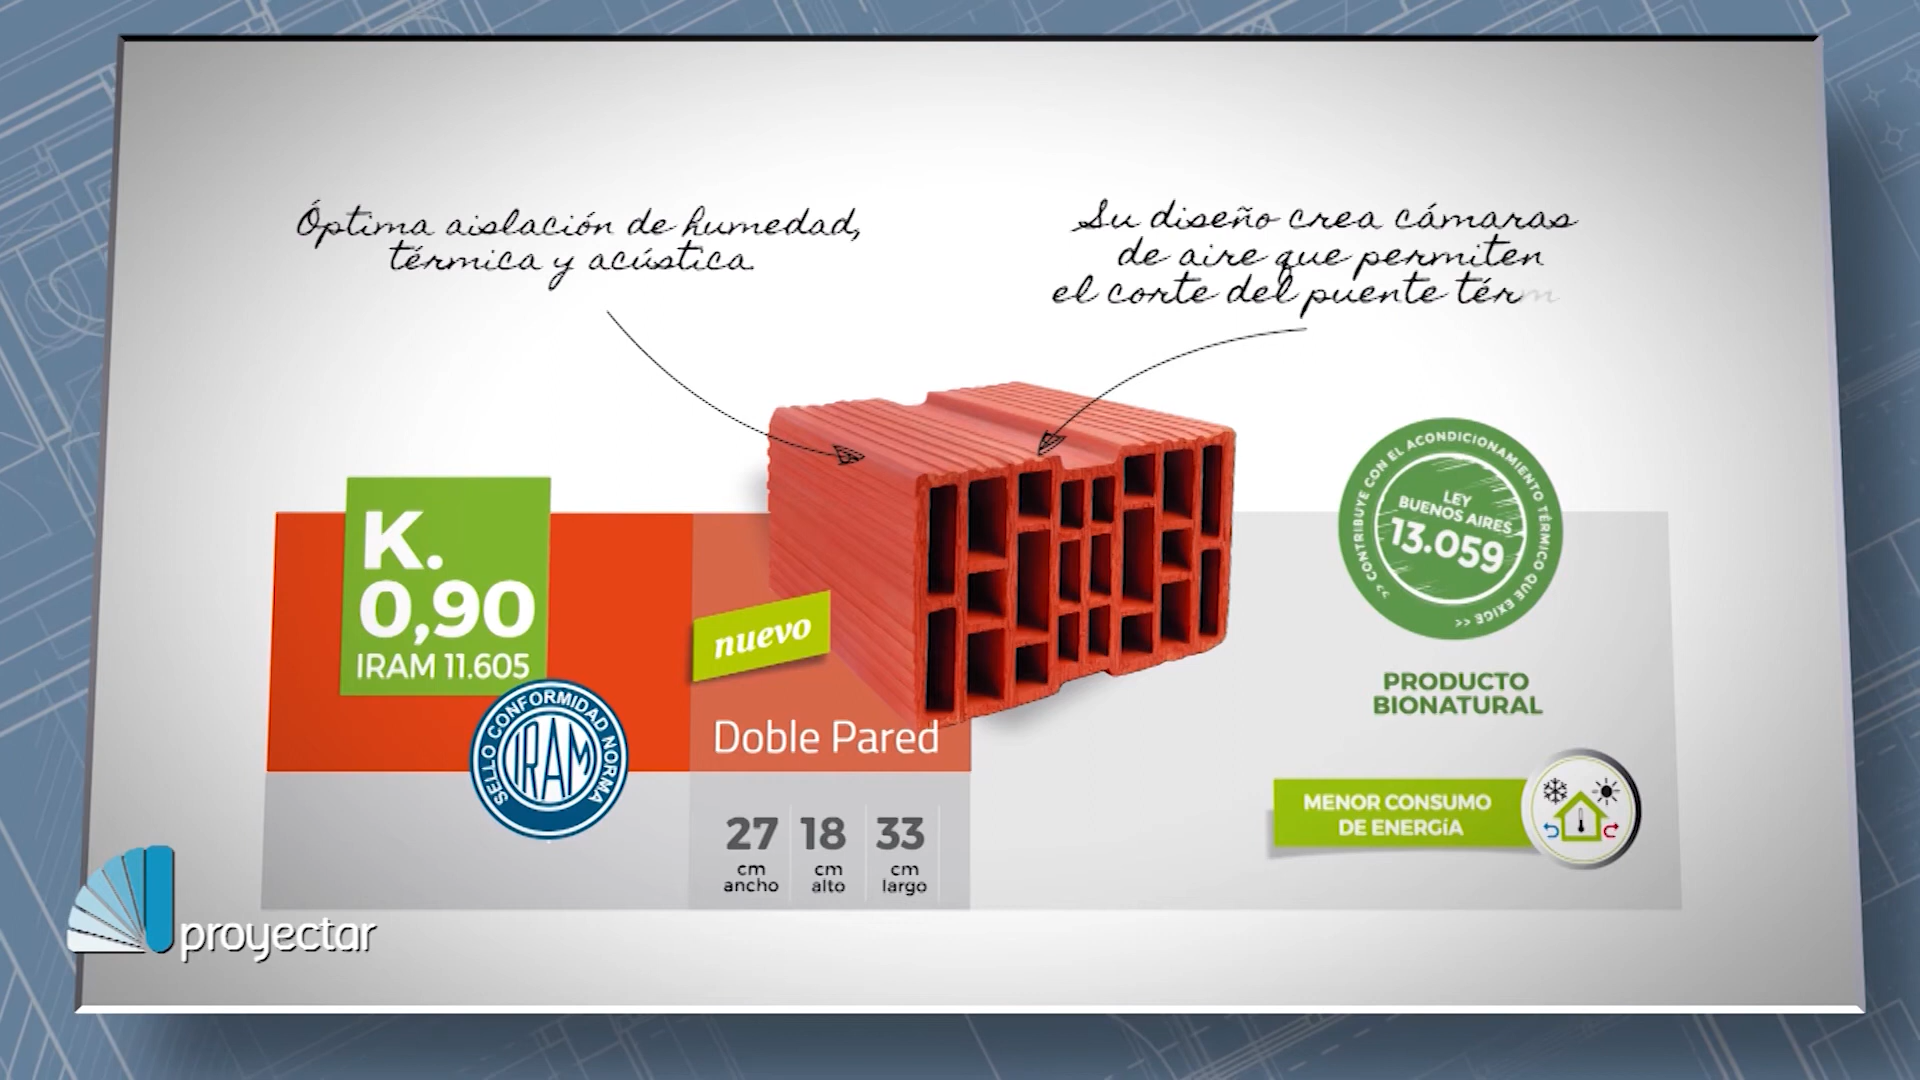 Óptima aislación de humedad,
térmica y acústica.
Su diseño crea cámaras
de aire que permiten
el corte del puente térm
K.
0,90
IRAM 11.605
SELLO CONFORMIDAD NORMA
IRAM
nuevo
Doble Pared
27 18 33
cm cm cm
ancho alto largo
>> CONTRIBUYE CON EL ACONDICIONAMIENTO TÉRMICO QUE EXIGE <<
LEY
BUENOS AIRES
13.059
PRODUCTO
BIONATURAL
MENOR CONSUMO
DE ENERGÍA
proyectar